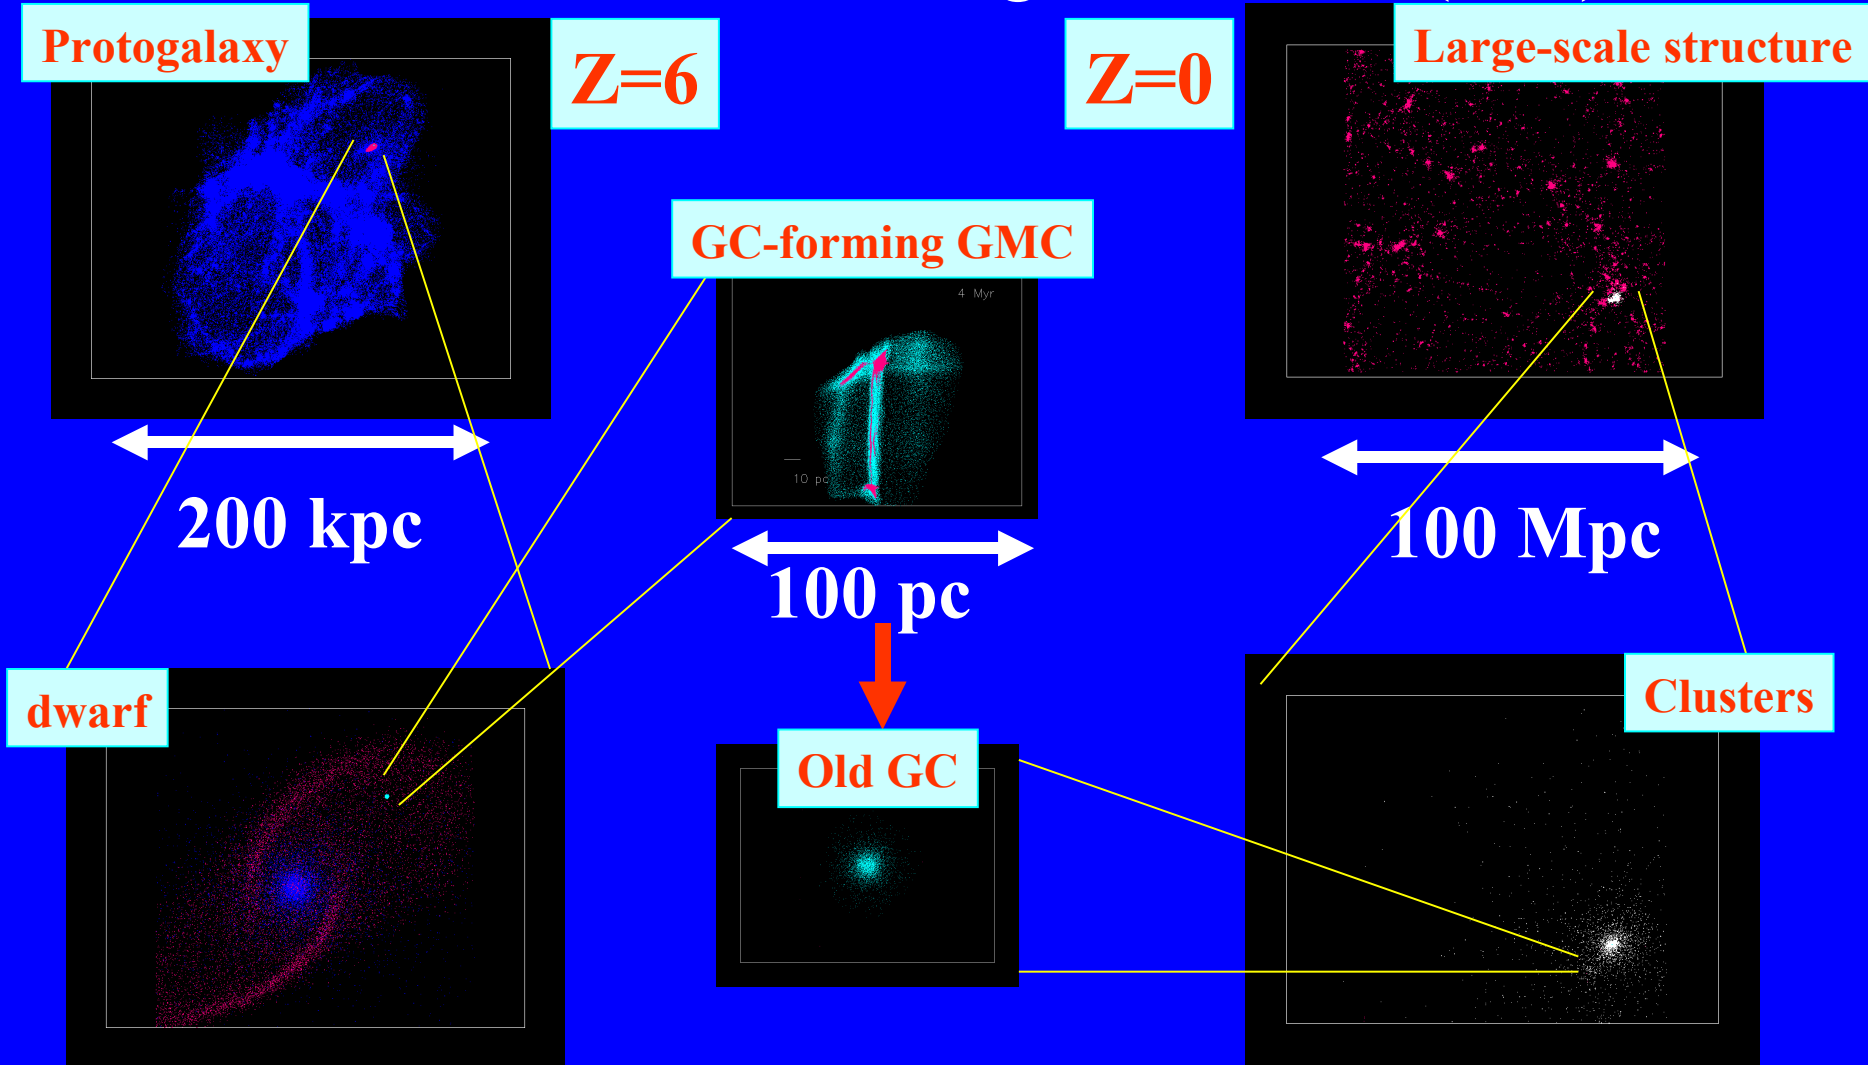 Protogalaxy
Z=6
Z=0
Large-scale structure
GC-forming GMC
4 Myr
10 pc
200 kpc
100 pc
100 Mpc
dwarf
Old GC
Clusters